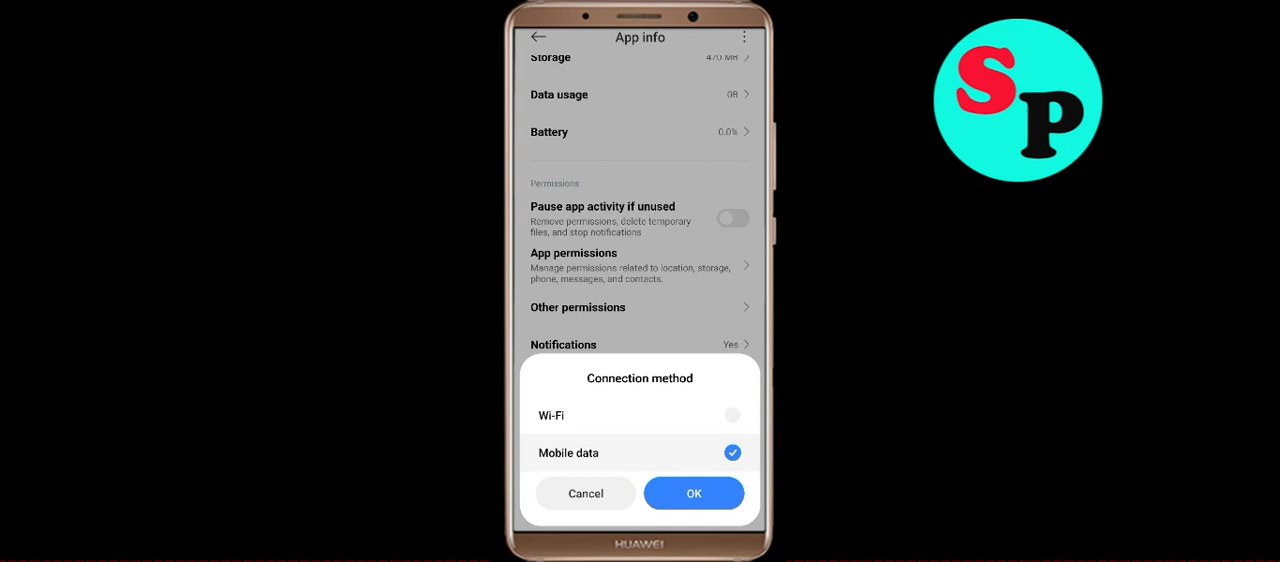 App info
Storage 470 MB
Data usage 0B
Battery 0.0%
Permissions
Pause app activity if unused
Remove permissions, delete temporary
files, and stop notifications
App permissions
Manage permissions related to location, storage,
phone, messages, and contacts.
Other permissions
Notifications Yes
Connection method
Wi-Fi
Mobile data
Cancel OK
HUAWEI
SP